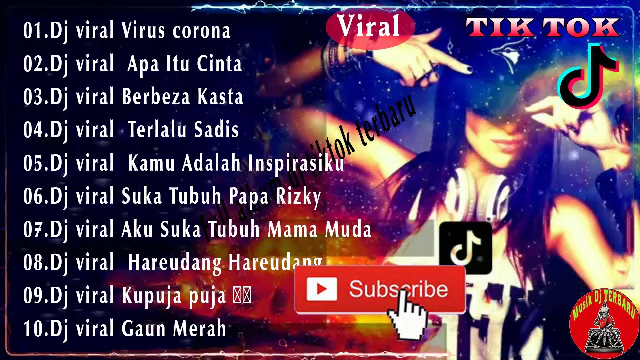 01.Dj viral Virus corona
02.Dj viral Apa Itu Cinta
03.Dj viral Berbeza Kasta
04.Dj viral Terlalu Sadis
05.Dj viral Kamu Adalah Inspirasiku
06.Dj viral Suka Tubuh Papa Rizky
07.Dj viral Aku Suka Tubuh Mama Muda
08.Dj viral Hareudang Hareudang
09.Dj viral Kupuja puja
10.Dj viral Gaun Merah
Viral
TIK TOK
tiktok terbaru
Subscribe
MUSIK DJ TERBARU